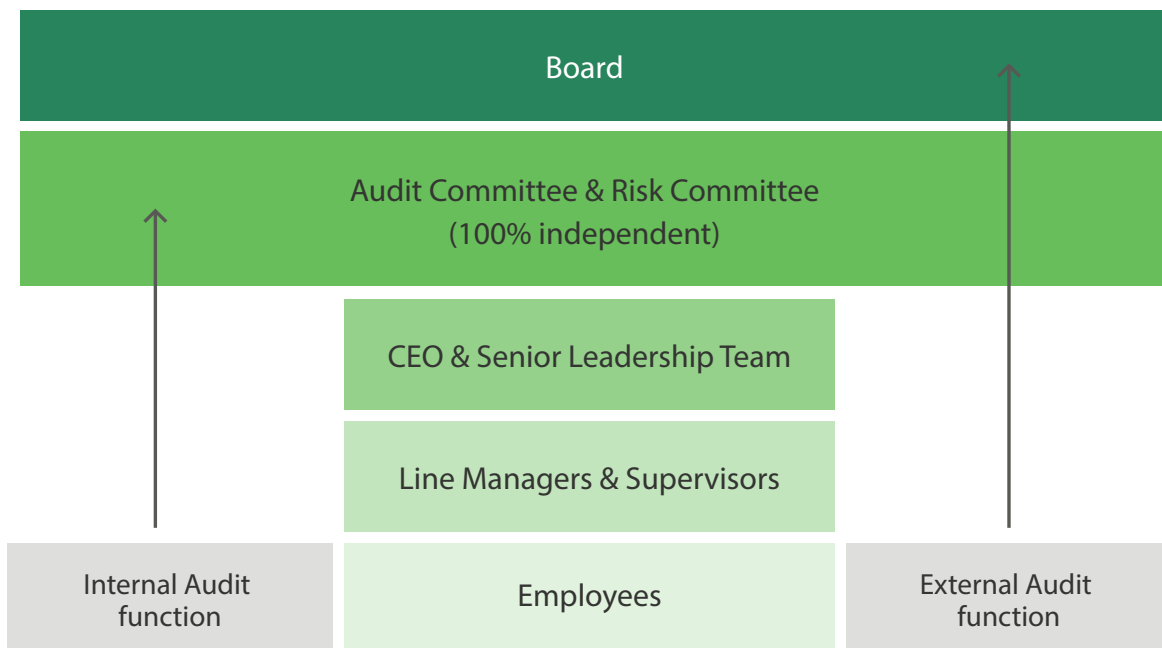 Board
Audit Committee & Risk Committee
(100% independent)
CEO & Senior Leadership Team
Line Managers & Supervisors
Internal Audit
function
Employees
External Audit
function